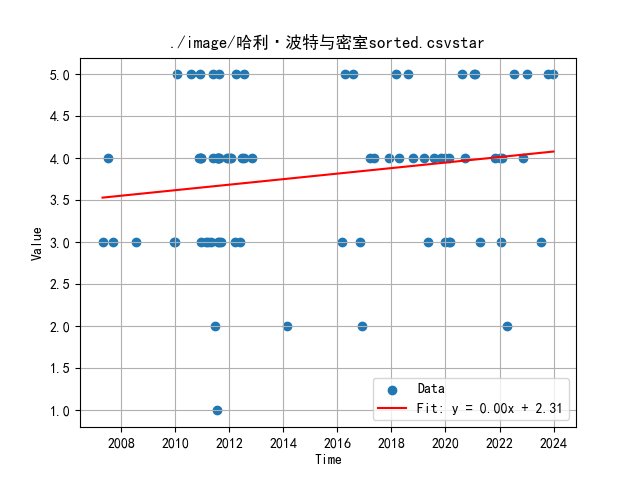 ./image/哈利·波特与密室sorted.csvstar
Value
5.0
4.5
4.0
3.5
3.0
2.5
2.0
1.5
1.0
Data
Fit: y = 0.00x + 2.31
2008 2010 2012 2014 2016 2018 2020 2022 2024
Time